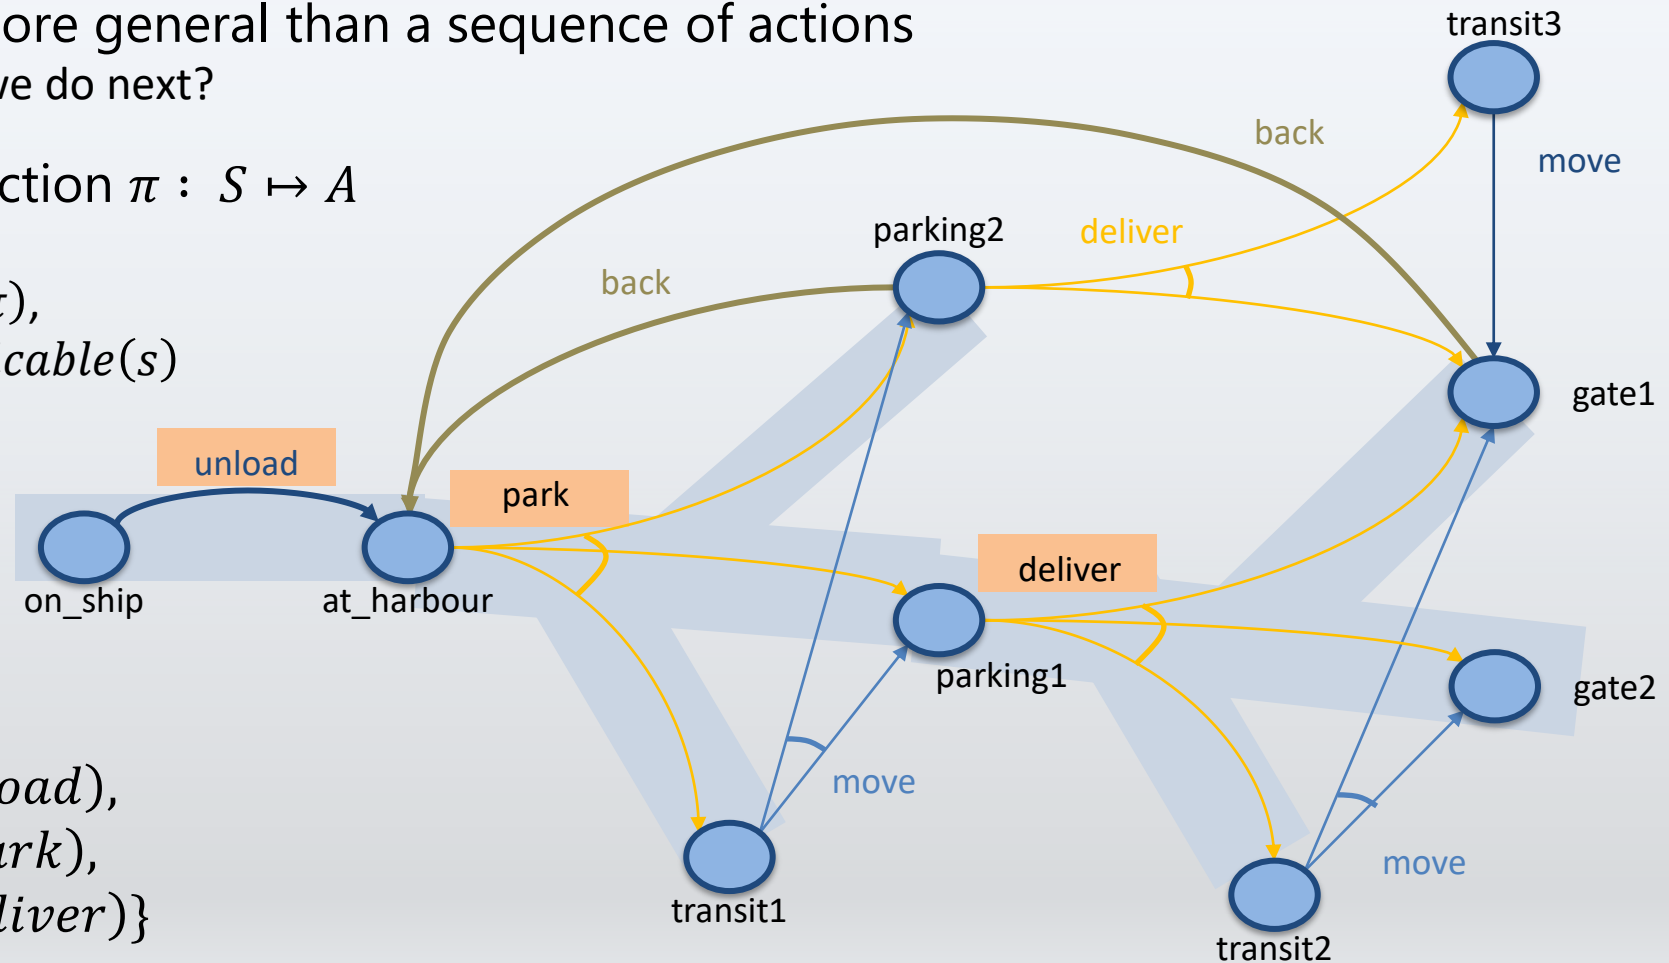 ore general than a sequence of actions
we do next?
ction π : S ↦ A
),
cable(s)
oad),
rk),
liver)}
transit3
back
move
parking2
deliver
back
gate1
unload
park
deliver
on_ship
at_harbour
parking1
gate2
move
move
transit1
transit2